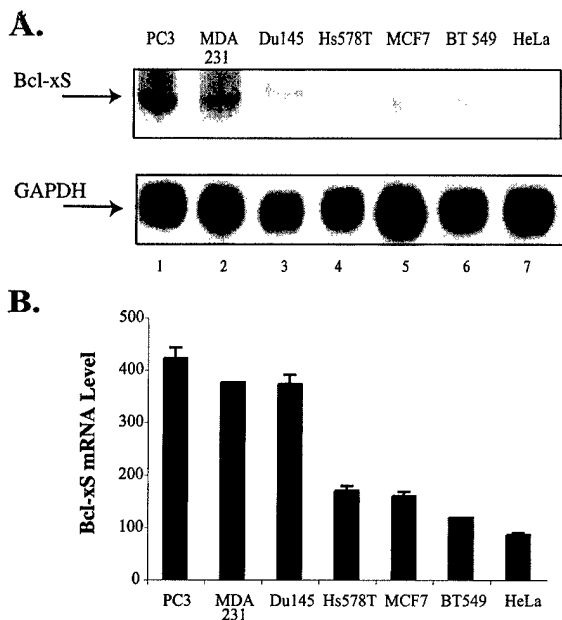 A.
PC3 MDA 231 Du145 Hs578T MCF7 BT 549 HeLa
Bcl-xS
GAPDH
1 2 3 4 5 6 7
B.
Bcl-xS mRNA Level
500
400
300
200
100
0
PC3 MDA 231 Du145 Hs578T MCF7 BT549 HeLa